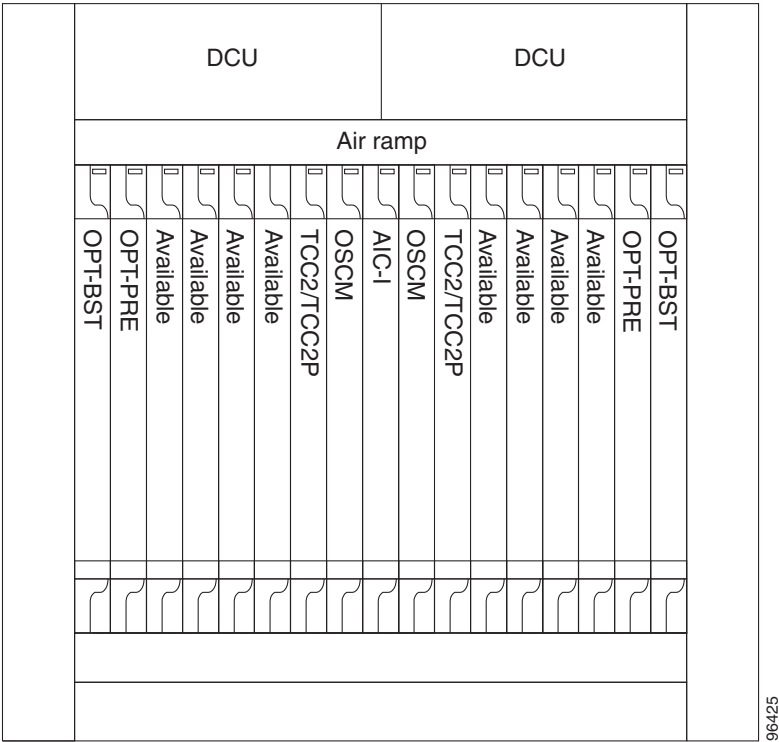 DCU
DCU
Air ramp
OPT-BST
OPT-PRE
Available
Available
Available
Available
TCC2/TCC2P
OSCM
AIC-I
OSCM
TCC2/TCC2P
Available
Available
Available
Available
OPT-PRE
OPT-BST
96425